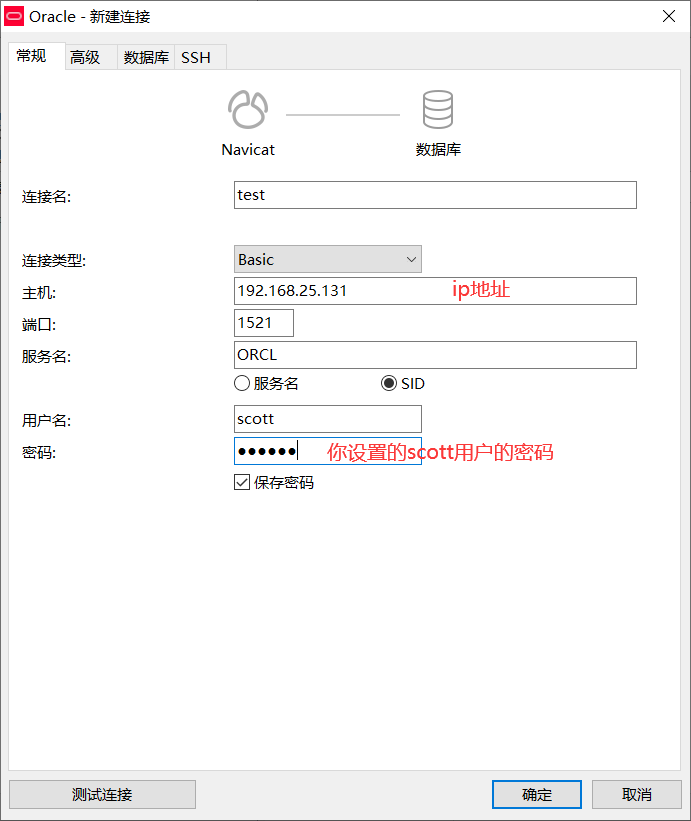 Oracle - 新建连接
常规 高级 数据库 SSH
Navicat 数据库
连接名: test
连接类型: Basic
主机: 192.168.25.131 ip地址
端口: 1521
服务名: ORCL
服务名 SID
用户名: scott
密码: ●●●●●● 你设置的scott用户的密码
保存密码
测试连接 确定 取消